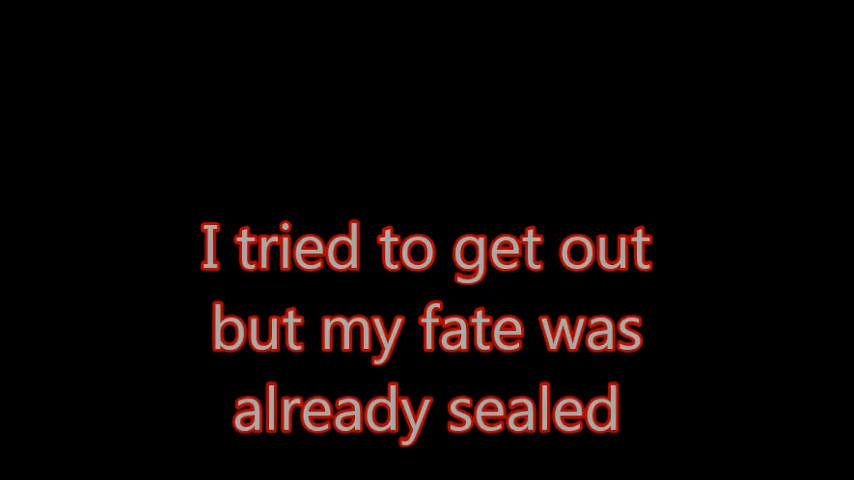 I tried to get out
but my fate was
already sealed